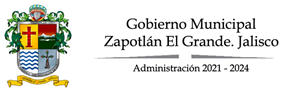 Gobierno Municipal
Zapotlán El Grande. Jalisco
Administración 2021 - 2024